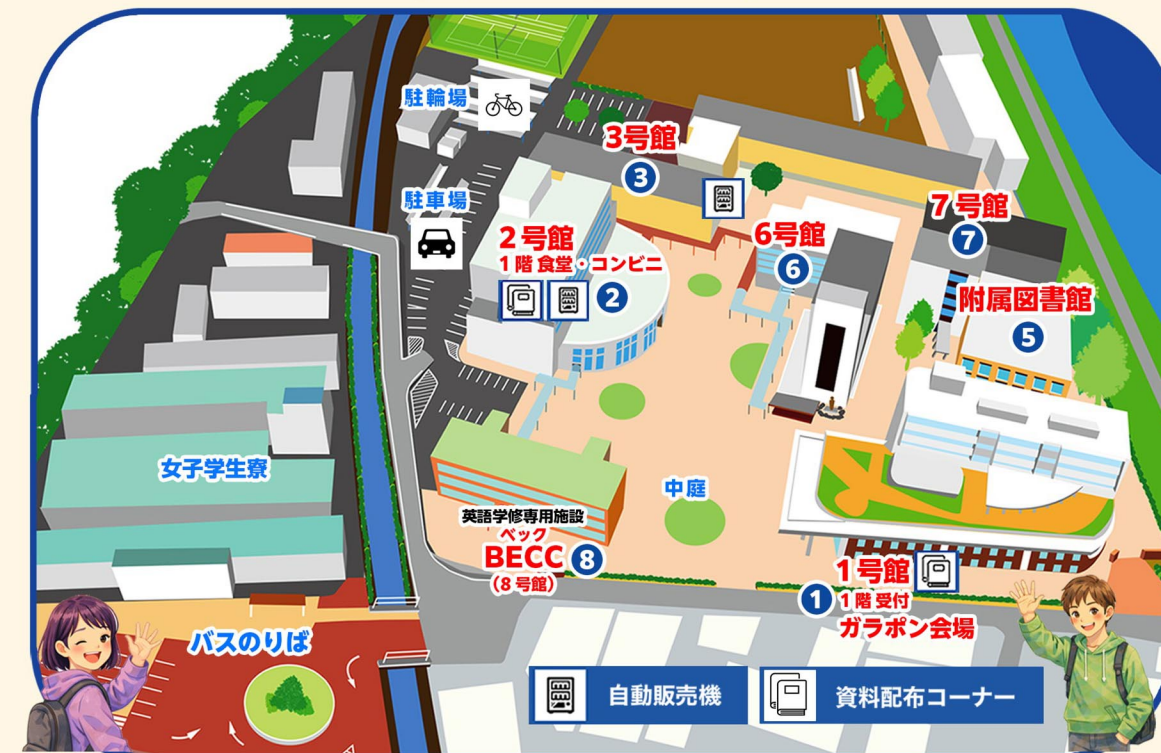 駐輪場
3号館
3
駐車場
2号館
1階 食堂・コンビニ
2
6号館
6
7号館
7
附属図書館
5
女子学生寮
中庭
英語学修専用施設
ベック
BECC
(8号館)
8
1号館
1
1階 受付
ガラポン会場
バスのりば
自動販売機
資料配布コーナー